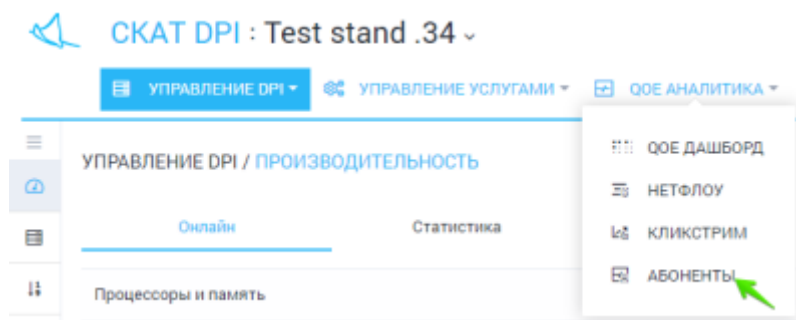 СКАТ DPI : Test stand .34
УПРАВЛЕНИЕ DPI УПРАВЛЕНИЕ УСЛУГАМИ QOE АНАЛИТИКА
УПРАВЛЕНИЕ DPI / ПРОИЗВОДИТЕЛЬНОСТЬ
QOE ДАШБОРД
НЕТФЛОУ
КЛИКСТРИМ
АБОНЕНТЫ
Онлайн Статистика
Процессоры и память